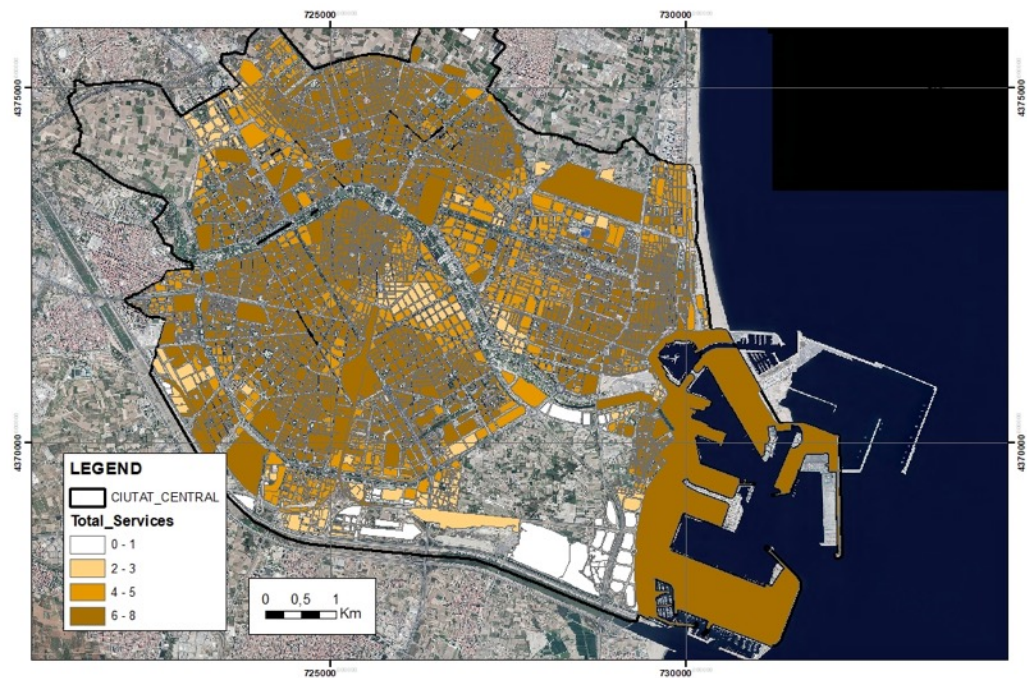 725000 730000
4375000 4375000
4370000 4370000
LEGEND
CIUTAT_CENTRAL
Total_Services
0 - 1
2 - 3
4 - 5
6 - 8
0 0,5 1
Km
725000 730000